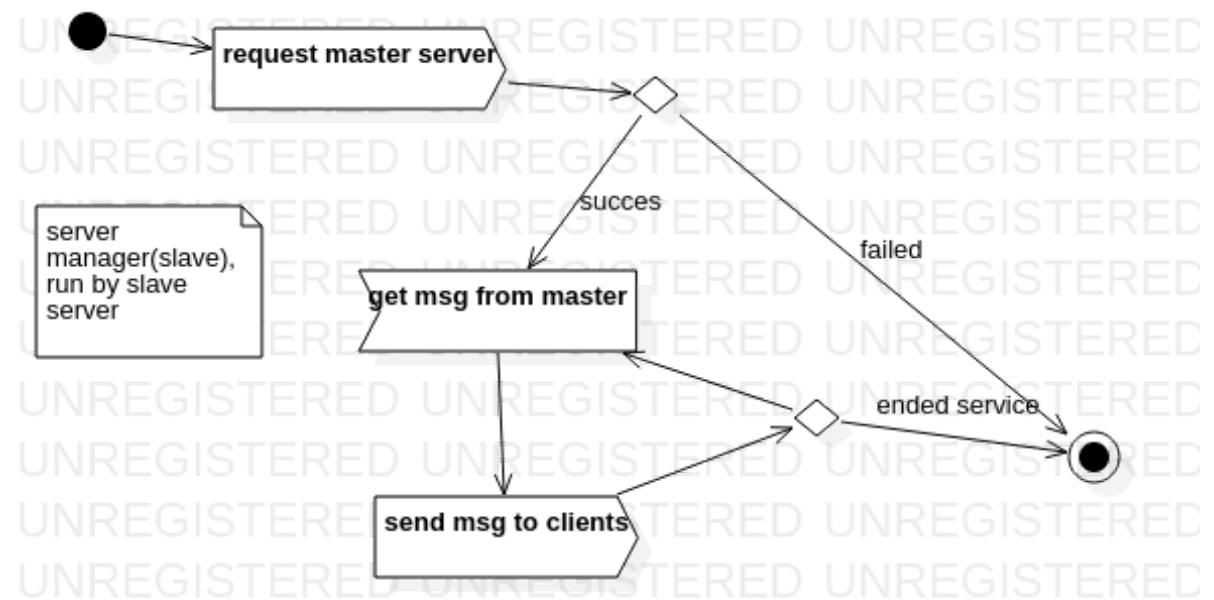 UNREGISTERED UNREGISTERED UNREGISTERED
request master server
succes
server
manager(slave),
run by slave
server
failed
get msg from master
ended service
send msg to clients